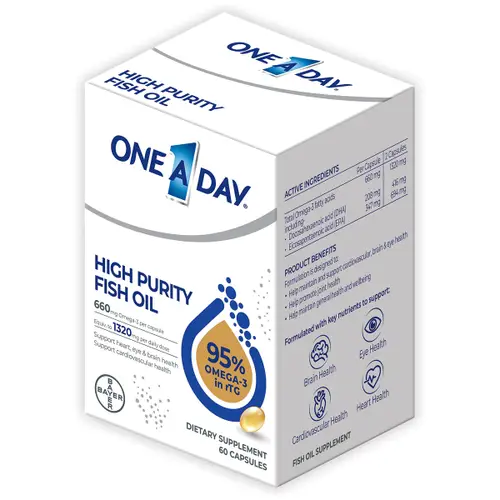 ONE A DAY®
HIGH PURITY
FISH OIL
ONE A DAY®
1
HIGH PURITY
FISH OIL
660mg Omega-3 per capsule
Equiv. to 1320mg per daily dose
Support heart, eye & brain health
Support cardiovascular health
BAYER
BAYER
95%
OMEGA-3
in rTG
DIETARY SUPPLEMENT
60 CAPSULES
ACTIVE INGREDIENTS Per Capsule 2 Capsules
Total Omega-3 fatty acids 660 mg 1320 mg
including:
• Docosahexaenoic acid (DHA) 208 mg 416 mg
• Eicosapentaenoic acid (EPA) 347 mg 694 mg
PRODUCT BENEFITS
Formulation is designed to:
• Help maintain and support cardiovascular, brain & eye health
• Help promote joint health
• Help maintain general health and wellbeing
Formulated with key nutrients to support:
Brain Health
Eye Health
Cardiovascular Health
Heart Health
FISH OIL SUPPLEMENT